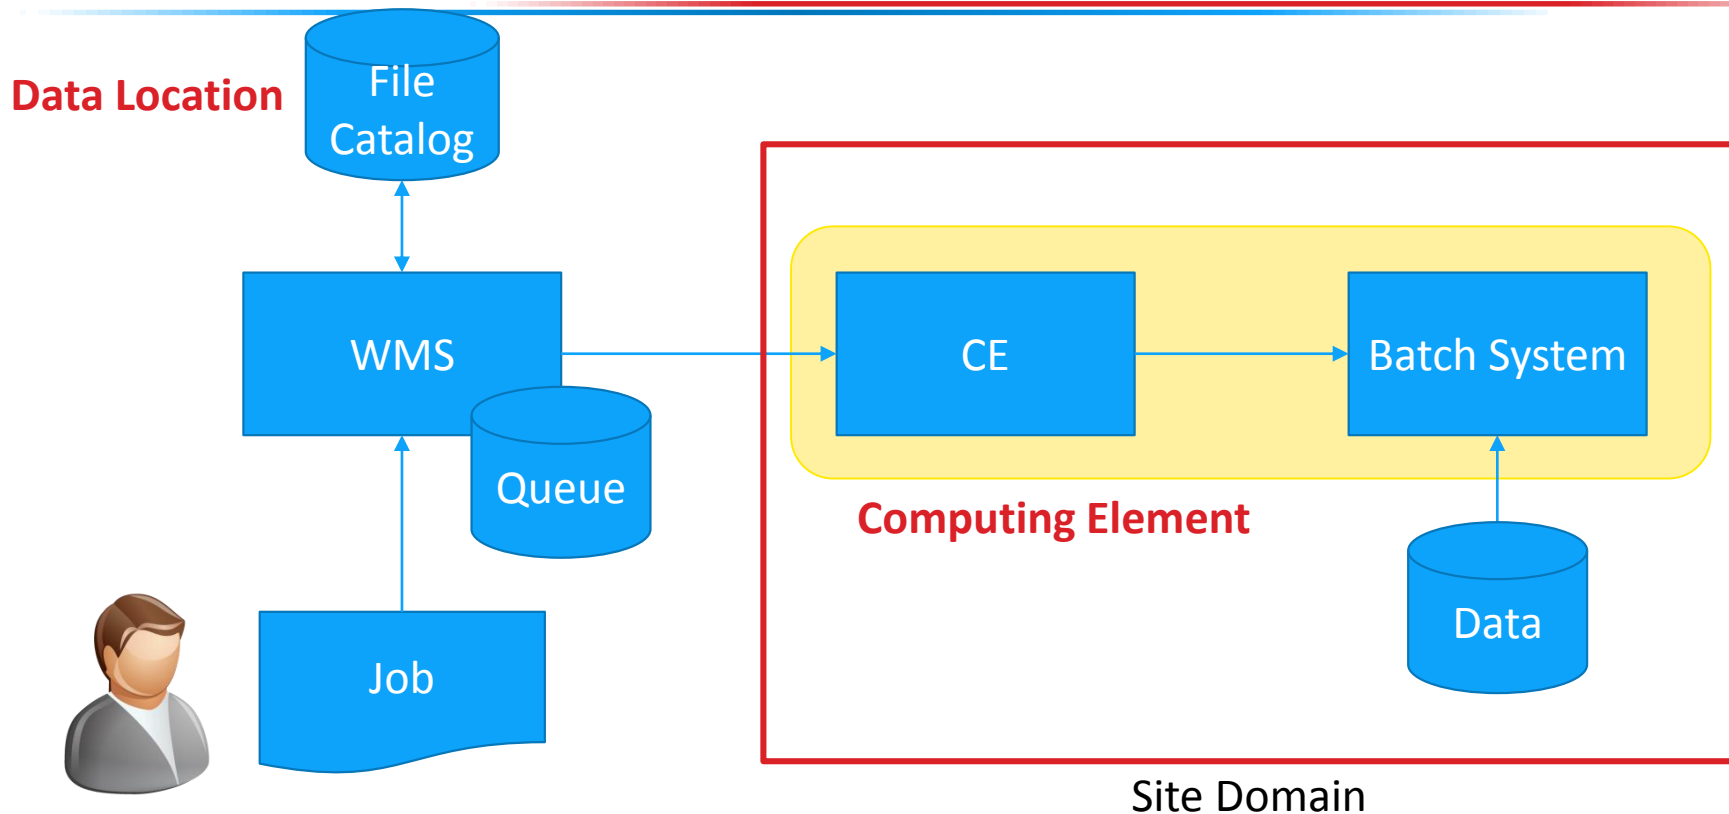 File
Catalog
Data Location
WMS
CE
Batch System
Queue
Computing Element
Data
Job
Site Domain